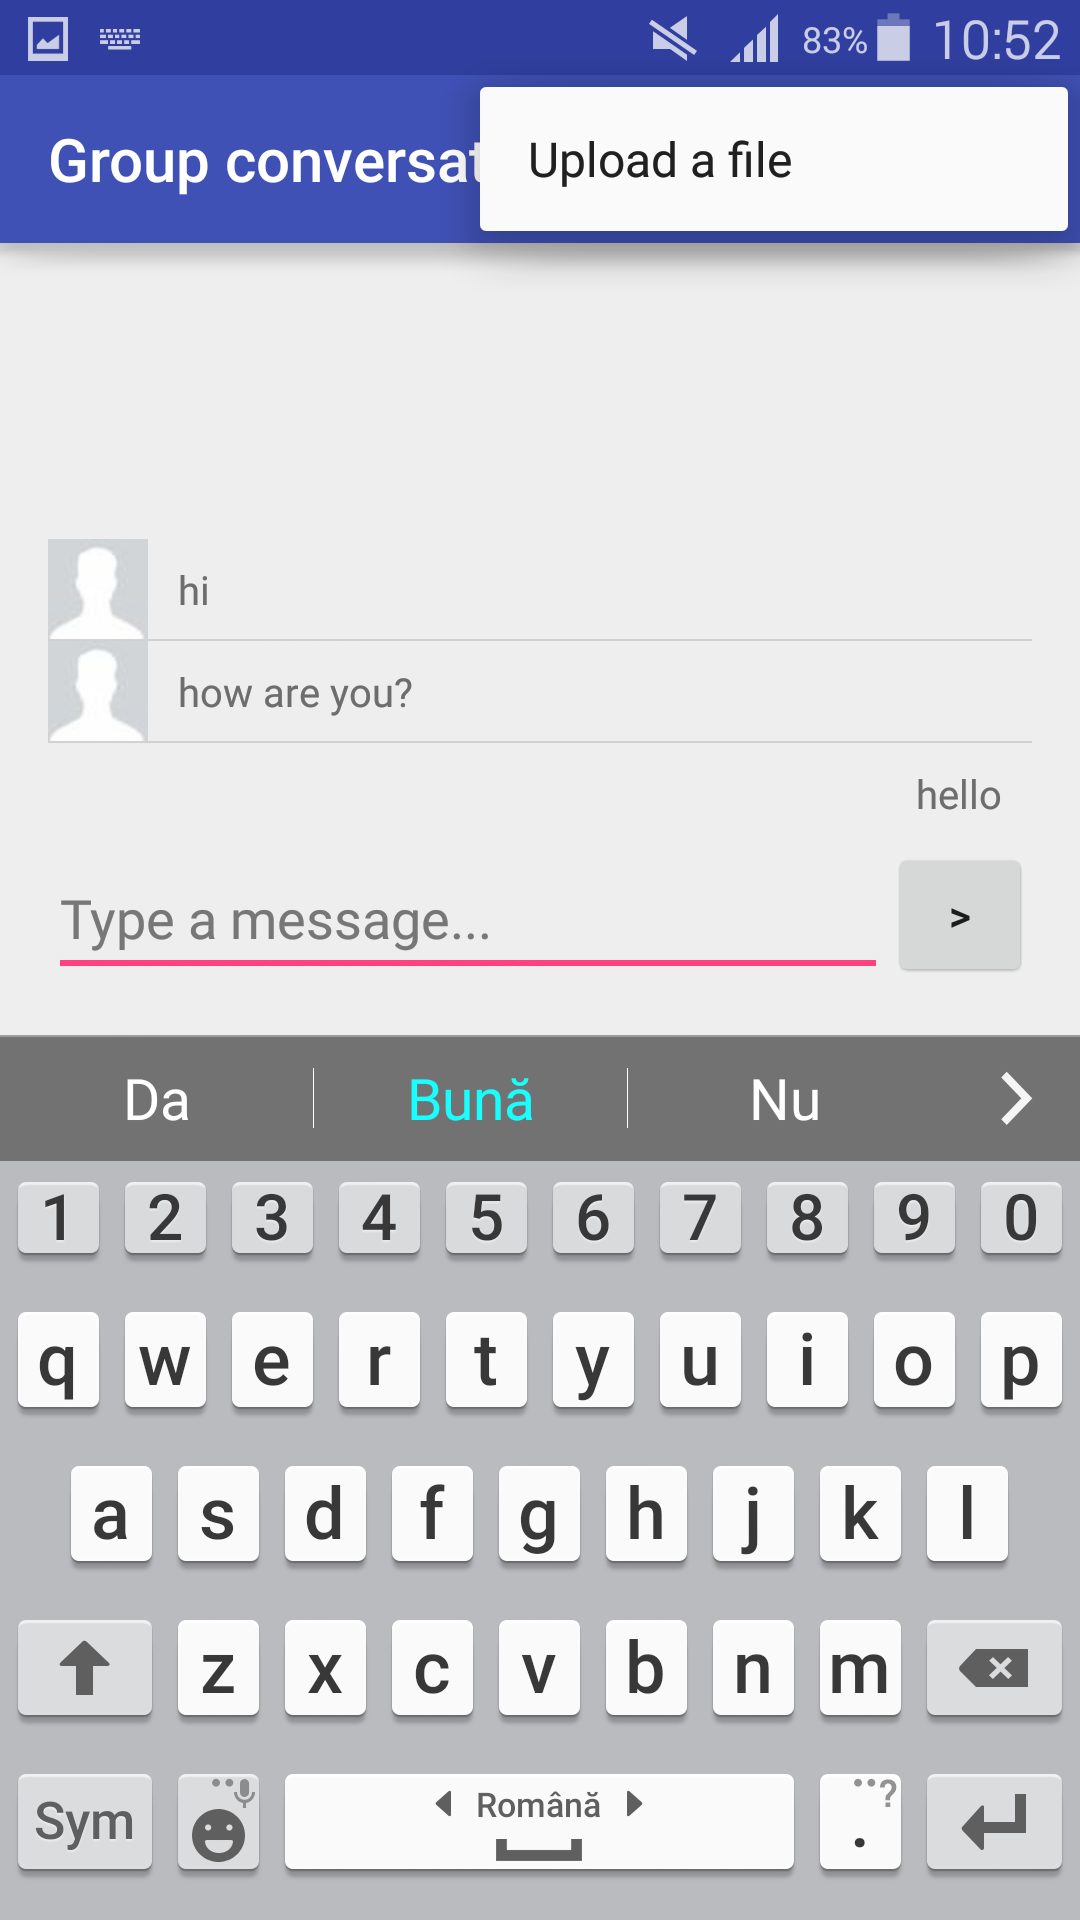 83% 10:52
Group conversat
Upload a file
hi
how are you?
hello
Type a message...
>
Da Bună Nu
1 2 3 4 5 6 7 8 9 0
q w e r t y u i o p
a s d f g h j k l
z x c v b n m
Sym Română . ?